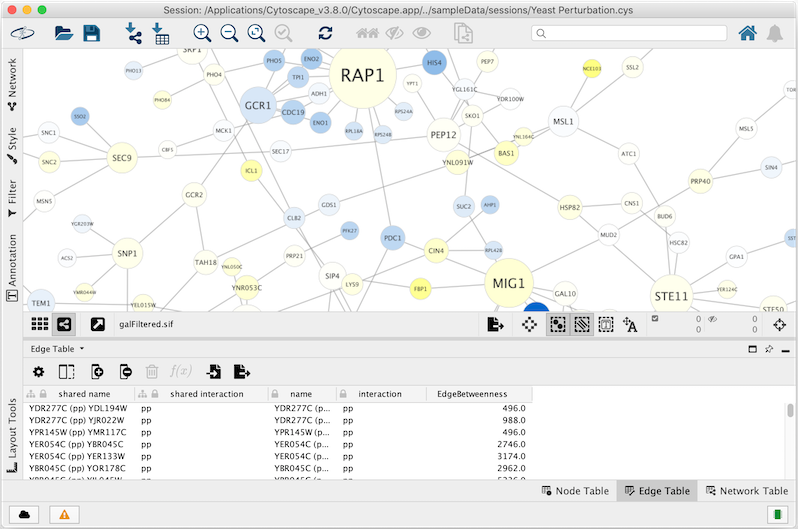 Session: /Applications/Cytoscape_v3.8.0/Cytoscape.app/../sampleData/sessions/Yeast Perturbation.cys
Network
Style
Filter
Annotation
Layout Tools
SKP1
PHO13
PHO4
PHO84
PHO5
ENO2
TPI1
ADH1
GCR1
CDC19
ENO1
RAP1
RPL18A
RPS24B
RPS24A
HIS4
PEP7
YPT1
YGL161C
YDR100W
SKO1
PEP12
YNL091W
YNL164C
BAS1
NCE103
SSL2
MSL1
ATC1
MSL5
SIN4
PRP40
SSD2
SNC1
SNC2
SEC9
CBF5
MCK1
SEC17
ICL1
MSN5
GCR2
GDS1
CLB2
YGR203W
ACS2
SNP1
YMR044W
TAH18
YNL050C
YNR053C
PRP21
PFK27
PDC1
SUC2
AHP1
HSP82
CNS1
BUD6
MUD2
HSC82
GPA1
SST
CIN4
RPL42B
SIP4
LYS9
FBP1
MIG1
GAL10
STE11
YER124C
STE50
TEM1
YEL015W
galFiltered.sif
0 0
0 0
Edge Table
f(x)
shared name shared interaction name interaction EdgeBetweenness
YDR277C (pp) YDL194W pp YDR277C (p... pp 496.0
YDR277C (pp) YJR022W pp YDR277C (p... pp 988.0
YPR145W (pp) YMR117C pp YPR145W (p... pp 496.0
YER054C (pp) YBR045C pp YER054C (p... pp 2746.0
YER054C (pp) YER133W pp YER054C (p... pp 3174.0
YBR045C (pp) YOR178C pp YBR045C (p... pp 2962.0
Node Table Edge Table Network Table